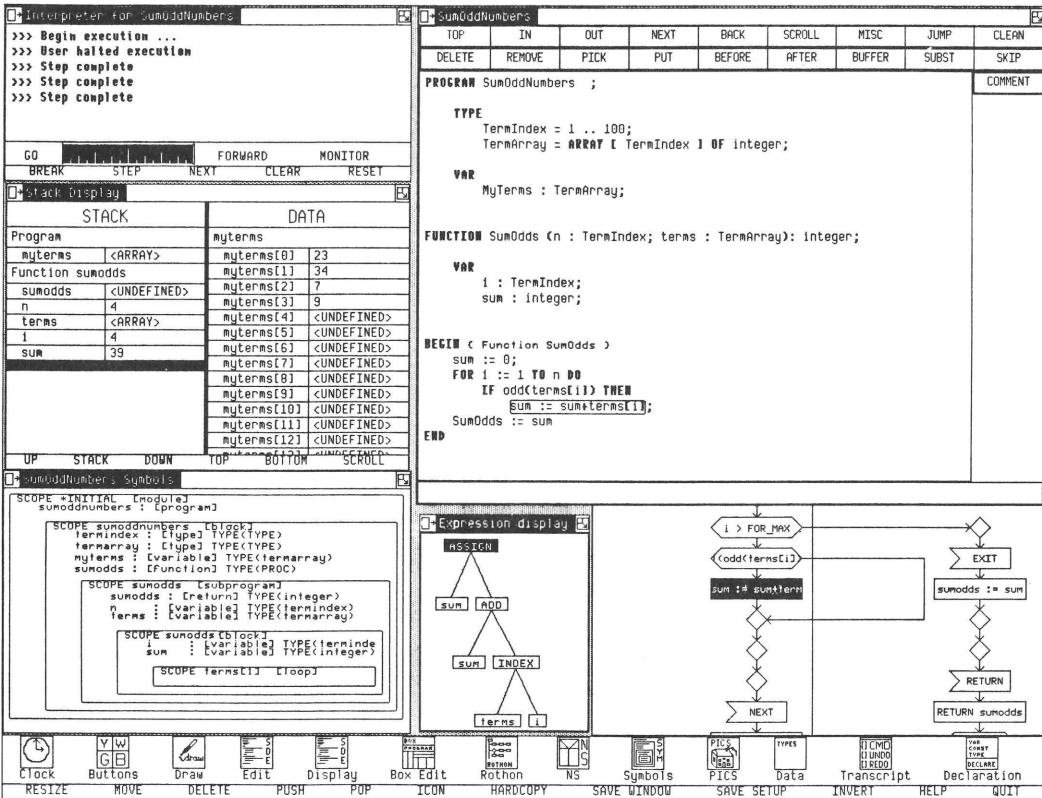 Interpreter for SumOddNumbers
>>> Begin execution ...
>>> User halted execution
>>> Step complete
>>> Step complete
>>> Step complete
GO FORWARD MONITOR
BREAK STEP NEXT CLEAR RESET
Stack Display
STACK DATA
Program myterms
myterms <ARRAY> myterms[0] 23
Function sumodds myterms[1] 34
sumodds <UNDEFINED> myterms[2] 7
n 4 myterms[3] 9
terms <ARRAY> myterms[4] <UNDEFINED>
i 4 myterms[5] <UNDEFINED>
sum 39 myterms[6] <UNDEFINED>
myterms[7] <UNDEFINED>
myterms[8] <UNDEFINED>
myterms[9] <UNDEFINED>
myterms[10] <UNDEFINED>
myterms[11] <UNDEFINED>
myterms[12] <UNDEFINED>
UP STACK DOWN TOP BOTTOM SCROLL
sumOddNumbers Symbols
SCOPE *INITIAL [module]
sumoddnumbers : [program]
SCOPE sumoddnumbers [block]
termindex : [type] TYPE(TYPE)
termarray : [type] TYPE(TYPE)
myterms : [variable] TYPE(termarray)
sumodds : [function] TYPE(PROC)
SCOPE sumodds [subprogram]
sumodds : [return] TYPE(integer)
n : [variable] TYPE(termindex)
terms : [variable] TYPE(termarray)
SCOPE sumodds [block]
i : [variable] TYPE(terminde
sum : [variable] TYPE(integer)
SCOPE terms[i] [loop]
SumOddNumbers
TOP IN OUT NEXT BACK SCROLL MISC JUMP CLEAN
DELETE REMOVE PICK PUT BEFORE AFTER BUFFER SUBST SKIP
COMMENT
PROGRAM SumOddNumbers ;
TYPE
TermIndex = 1 .. 100;
TermArray = ARRAY [ TermIndex ] OF integer;
VAR
MyTerms : TermArray;
FUNCTION SumOdds (n : TermIndex; terms : TermArray): integer;
VAR
i : TermIndex;
sum : integer;
BEGIN { Function SumOdds }
sum := 0;
FOR i := 1 TO n DO
IF odd(terms[i]) THEN
sum := sum+terms[i];
SumOdds := sum
END
Expression display
ASSIGN
sum ADD
sum INDEX
terms i
i > FOR_MAX
(odd(terms[i]
sum := sum+term
NEXT
EXIT
sumodds := sum
RETURN
RETURN sumodds
Y W
G B
draw
S
D
E
S
D
E
BOX
PROGRAM
ROTHON
N
S
S
Y
M
PICS
TYPES
CMD
UNDO
REDO
VAR
CONST
TYPE
DECLARE
Clock Buttons Draw Edit Display Box Edit Rothon NS Symbols PICS Data Transcript Declaration
RESIZE MOVE DELETE PUSH POP ICON HARDCOPY SAVE WINDOW SAVE SETUP INVERT HELP QUIT